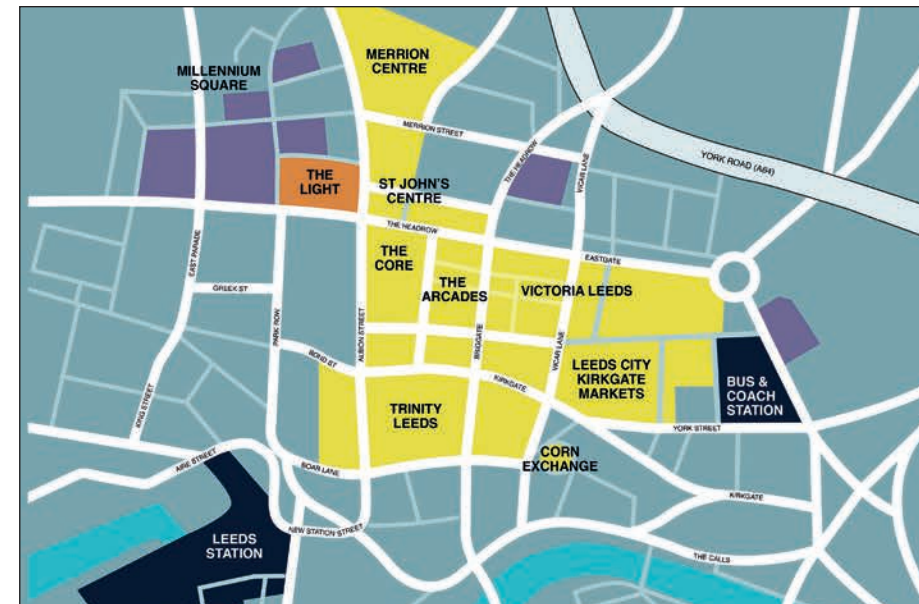 MERRION
CENTRE
MILLENNIUM
SQUARE
MERRION STREET
THE HEADROW
YORK ROAD (A64)
VICAR LANE
THE
LIGHT
ST JOHN'S
CENTRE
THE HEADROW
EAST PARADE
EASTGATE
THE
CORE
THE
ARCADES
VICTORIA LEEDS
GREEK ST
PARK ROW
ALBION STREET
BRIGGATE
VICAR LANE
BOND ST
KIRKGATE
LEEDS CITY
KIRKGATE
MARKETS
BUS &
COACH
STATION
KING STREET
TRINITY
LEEDS
YORK STREET
CORN
EXCHANGE
AIRE STREET
BOAR LANE
KIRKGATE
NEW STATION STREET
LEEDS
STATION
THE CALLS